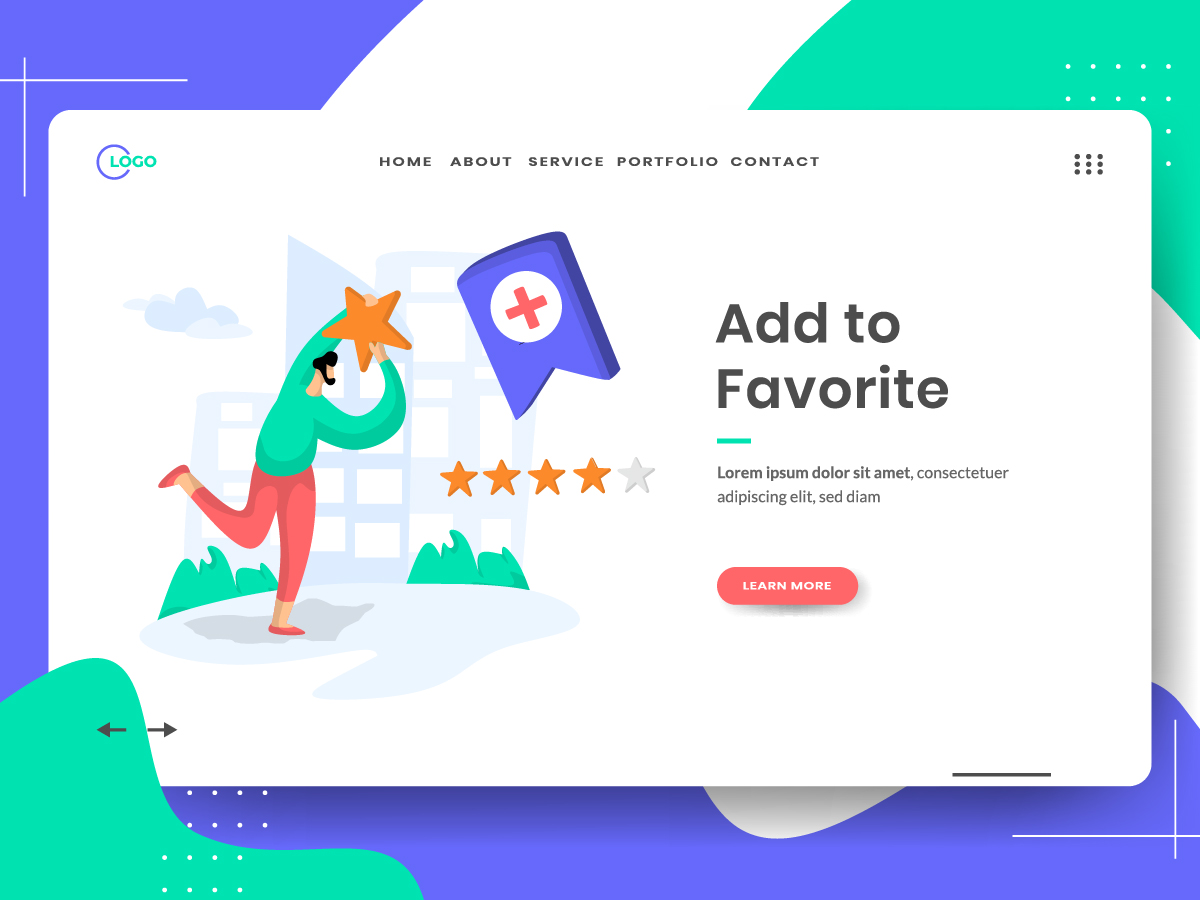 LOGO
HOME ABOUT SERVICE PORTFOLIO CONTACT
Add to
Favorite
Lorem ipsum dolor sit amet, consectetuer
adipiscing elit, sed diam
LEARN MORE